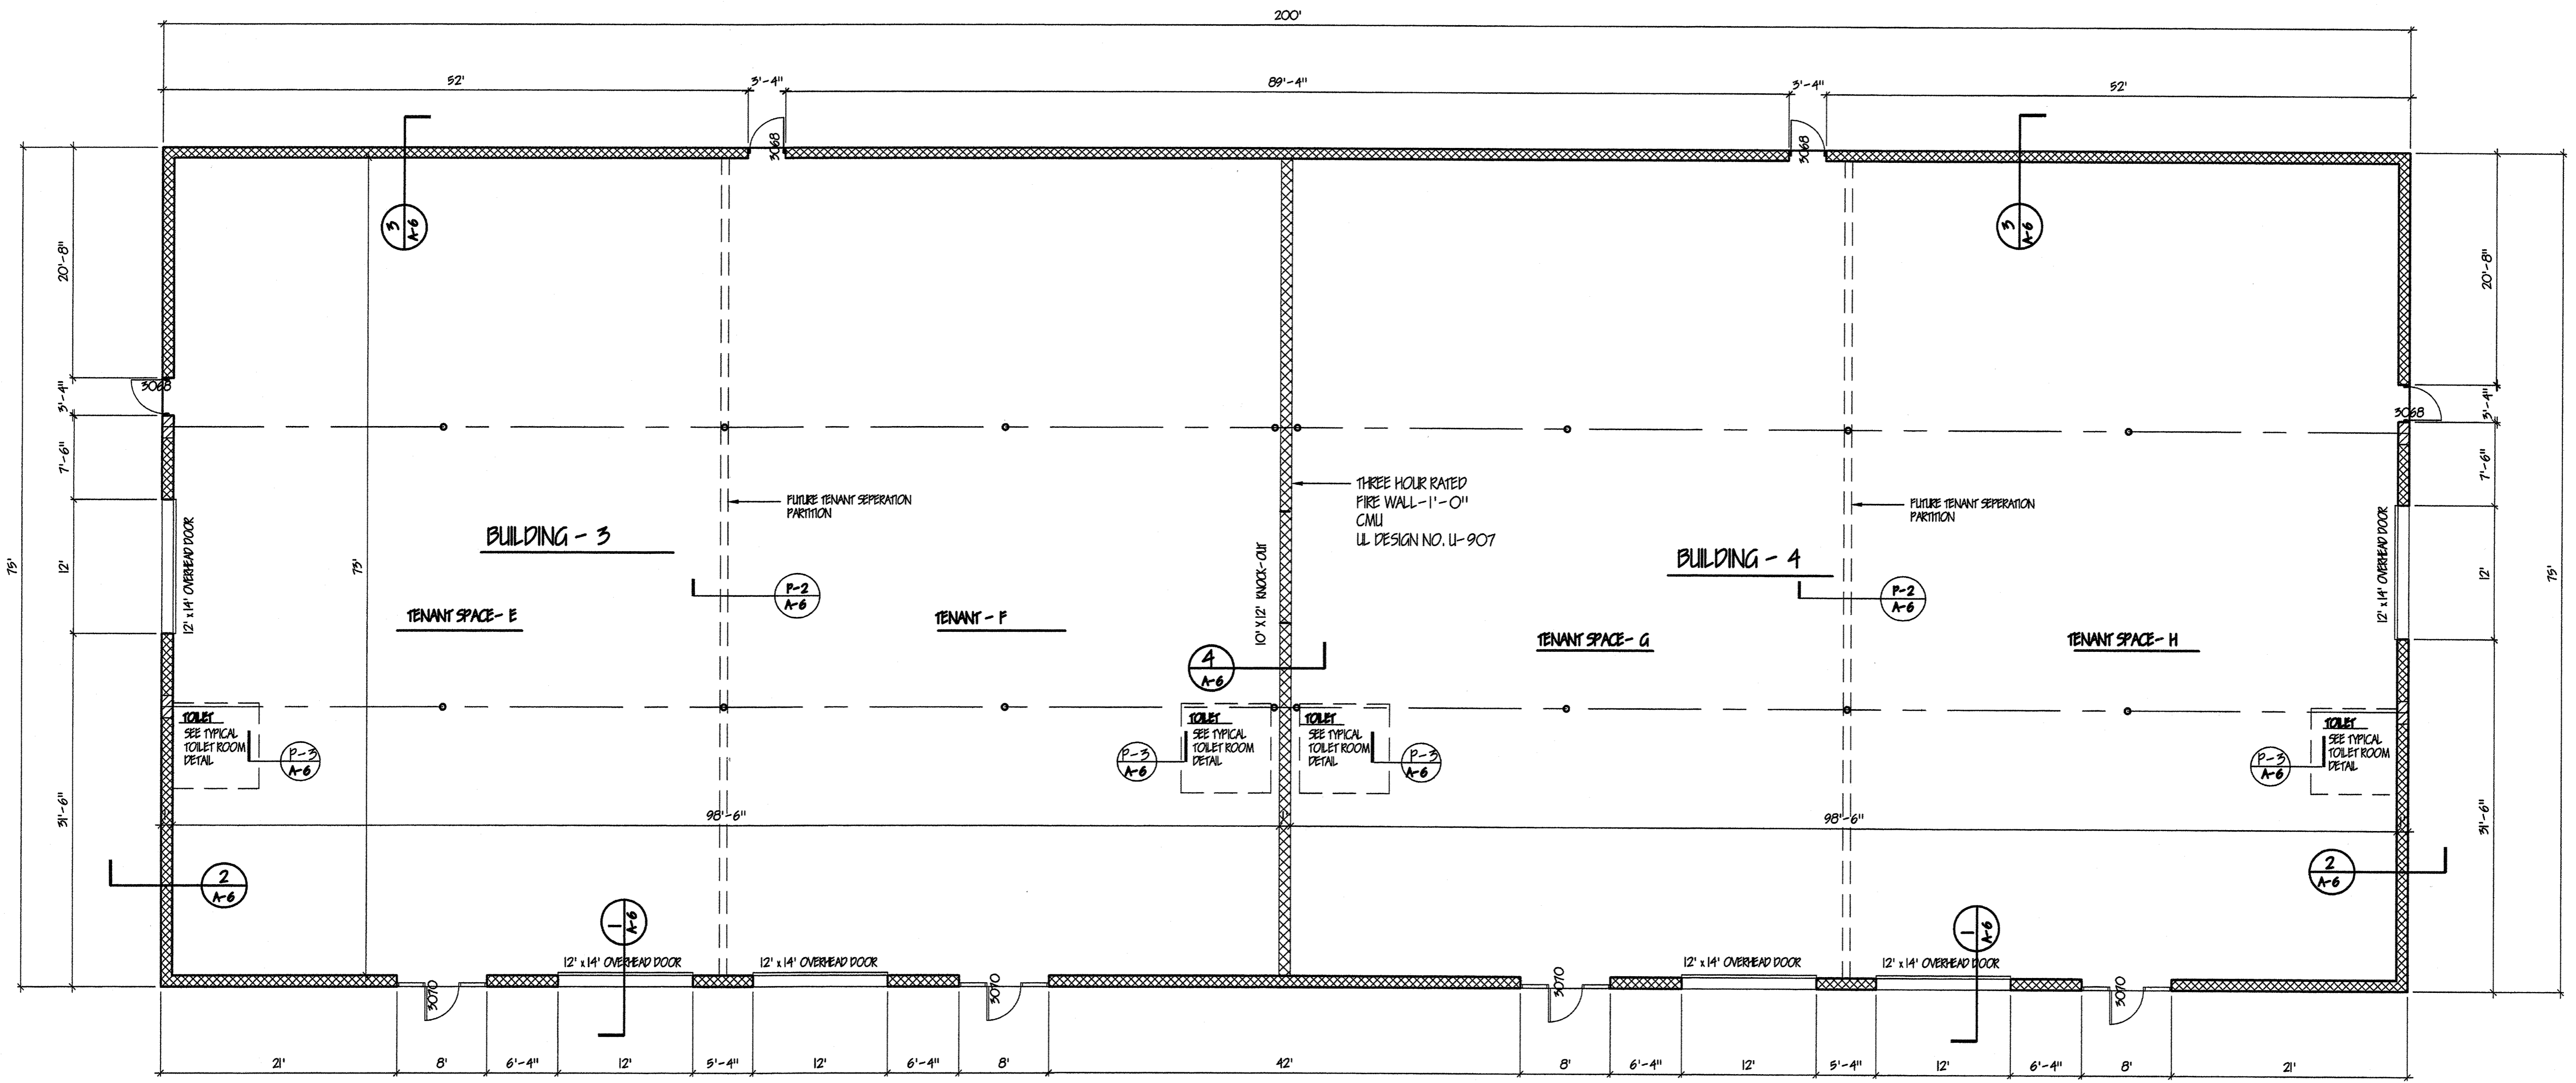 200'
52'
3'-4"
89'-4"
3'-4"
52'
3068
3068
3
A-6
3
A-6
20'-8"
3'-4"
7'-6"
12'
31'-6"
75'
73'
20'-8"
3'-4"
7'-6"
12'
31'-6"
75'
3068
3068
12' x 14' OVERHEAD DOOR
12' x 14' OVERHEAD DOOR
FUTURE TENANT SEPERATION
PARTITION
THREE HOUR RATED
FIRE WALL-1'-0"
CMU
UL DESIGN NO. U-907
FUTURE TENANT SEPERATION
PARTITION
BUILDING - 3
BUILDING - 4
10' X 12' KNOCK-OUT
P-2
A-6
P-2
A-6
TENANT SPACE- E
TENANT - F
TENANT SPACE- G
TENANT SPACE- H
4
A-6
TOILET
SEE TYPICAL
TOILET ROOM
DETAIL
P-3
A-6
P-3
A-6
TOILET
SEE TYPICAL
TOILET ROOM
DETAIL
TOILET
SEE TYPICAL
TOILET ROOM
DETAIL
P-3
A-6
P-3
A-6
TOILET
SEE TYPICAL
TOILET ROOM
DETAIL
98'-6"
1'
98'-6"
2
A-6
2
A-6
1
A-6
1
A-6
12' x 14' OVERHEAD DOOR
12' x 14' OVERHEAD DOOR
12' x 14' OVERHEAD DOOR
12' x 14' OVERHEAD DOOR
3070
3070
3070
3070
21'
8'
6'-4"
12'
5'-4"
12'
6'-4"
8'
42'
8'
6'-4"
12'
5'-4"
12'
6'-4"
8'
21'